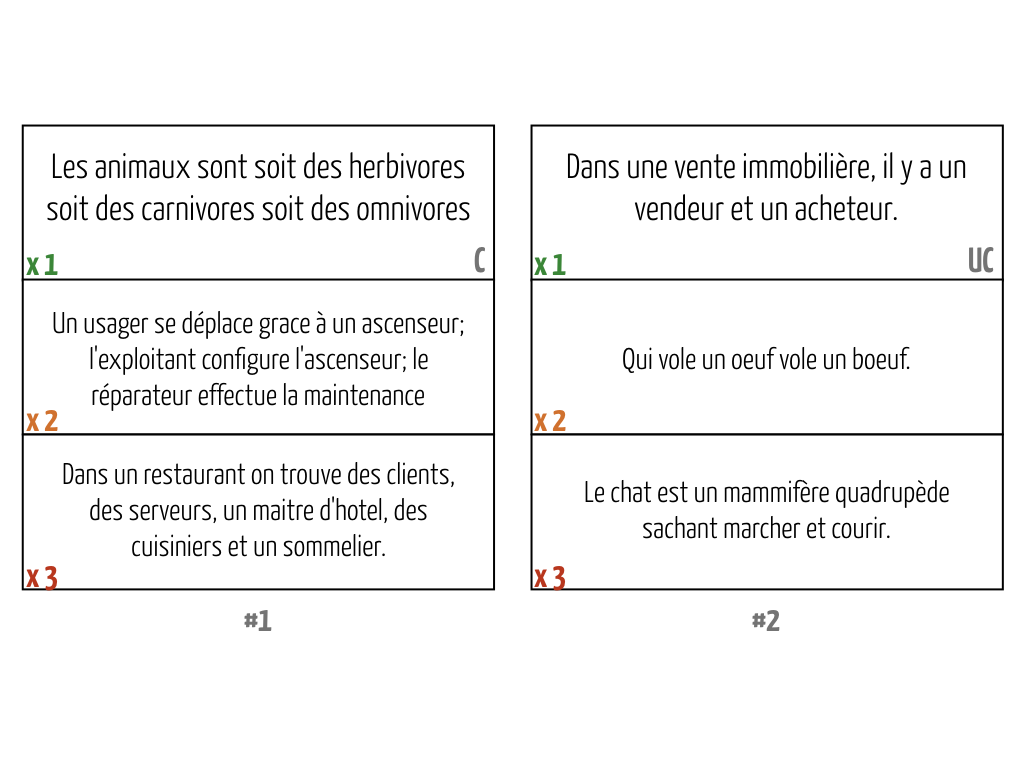 Les animaux sont soit des herbivores
soit des carnivores soit des omnivores
x 1
C
Un usager se déplace grace à un ascenseur;
l'exploitant configure l'ascenseur; le
réparateur effectue la maintenance
x 2
Dans un restaurant on trouve des clients,
des serveurs, un maitre d'hotel, des
cuisiniers et un sommelier.
x 3
#1
Dans une vente immobilière, il y a un
vendeur et un acheteur.
x 1
UC
Qui vole un oeuf vole un boeuf.
x 2
Le chat est un mammifère quadrupède
sachant marcher et courir.
x 3
#2